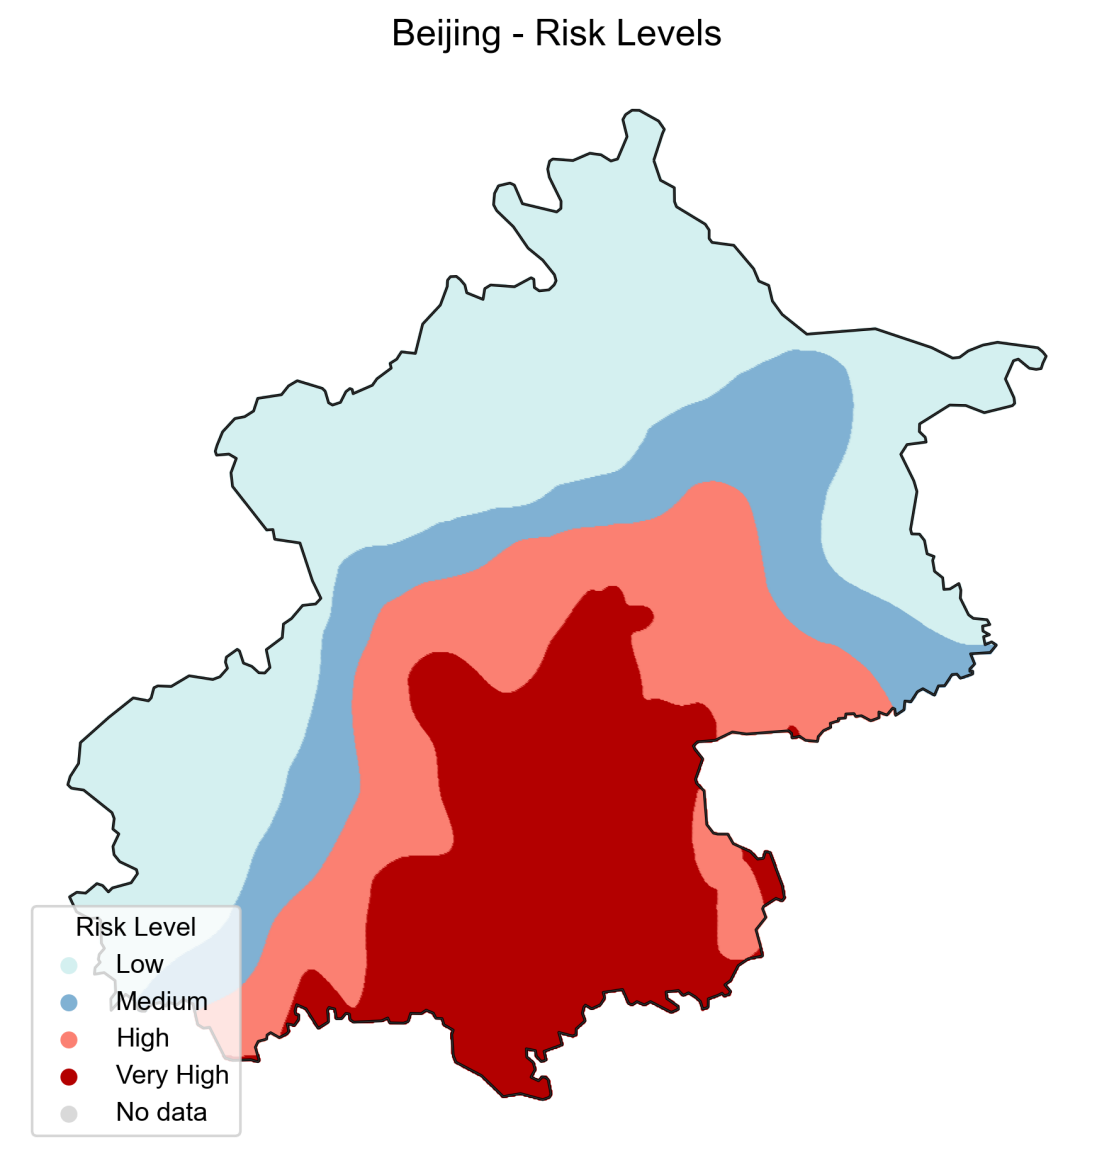 Beijing - Risk Levels
Risk Level
Low
Medium
High
Very High
No data